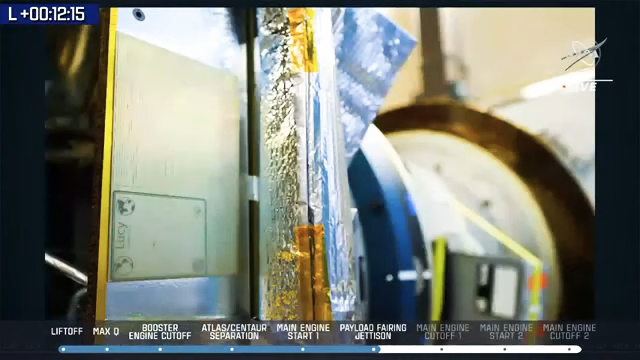 L +00:12:15
LIVE
Lucy
LIFTOFF
MAX Q
BOOSTER
ENGINE CUTOFF
ATLAS/CENTAUR
SEPARATION
MAIN ENGINE
START 1
PAYLOAD FAIRING
JETTISON
MAIN ENGINE
CUTOFF 1
MAIN ENGINE
START 2
MAIN ENGINE
CUTOFF 2